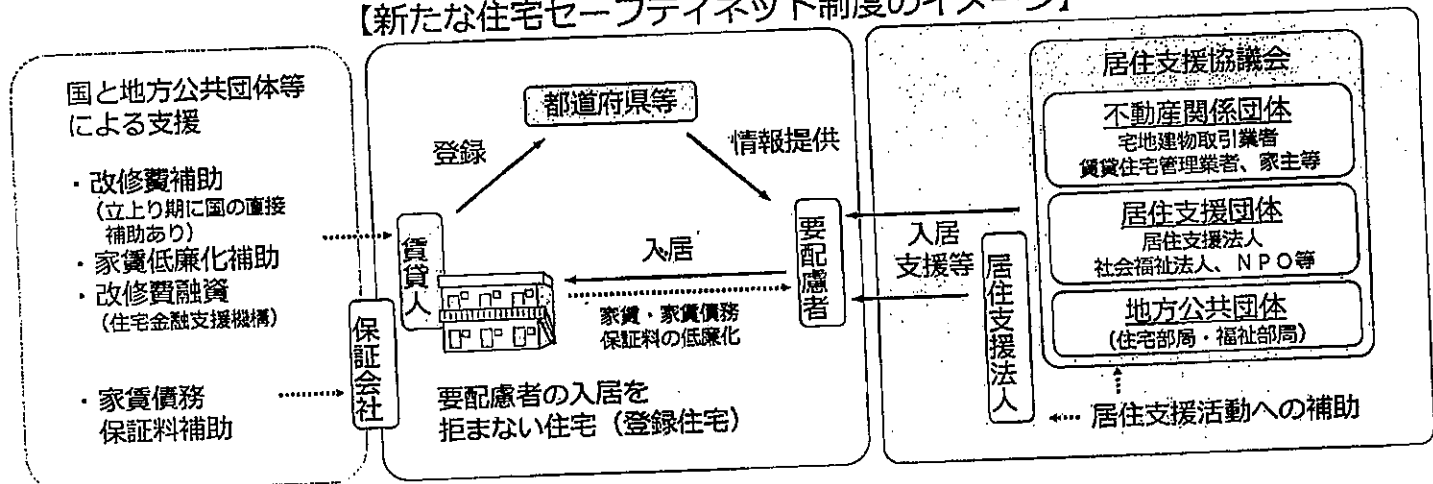 【新たな住宅セーフティネット制度のイメージ】
国と地方公共団体等
による支援
・改修費補助
(立上り期に国の直接
補助あり)
・家賃低廉化補助
・改修費融資
(住宅金融支援機構)
・家賃債務
保証料補助
保証会社
都道府県等
登録
情報提供
賃貸人
入居
家賃・家賃債務
保証料の低廉化
要配慮者
要配慮者の入居を
拒まない住宅(登録住宅)
入居
支援等
居住支援法人
居住支援協議会
不動産関係団体
宅地建物取引業者
賃貸住宅管理業者、家主等
居住支援団体
居住支援法人
社会福祉法人、NPO等
地方公共団体
(住宅部局・福祉部局)
居住支援活動への補助